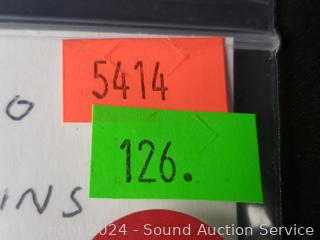 5414
O
126.
INS
Copyright 2024 - Sound Auction Service